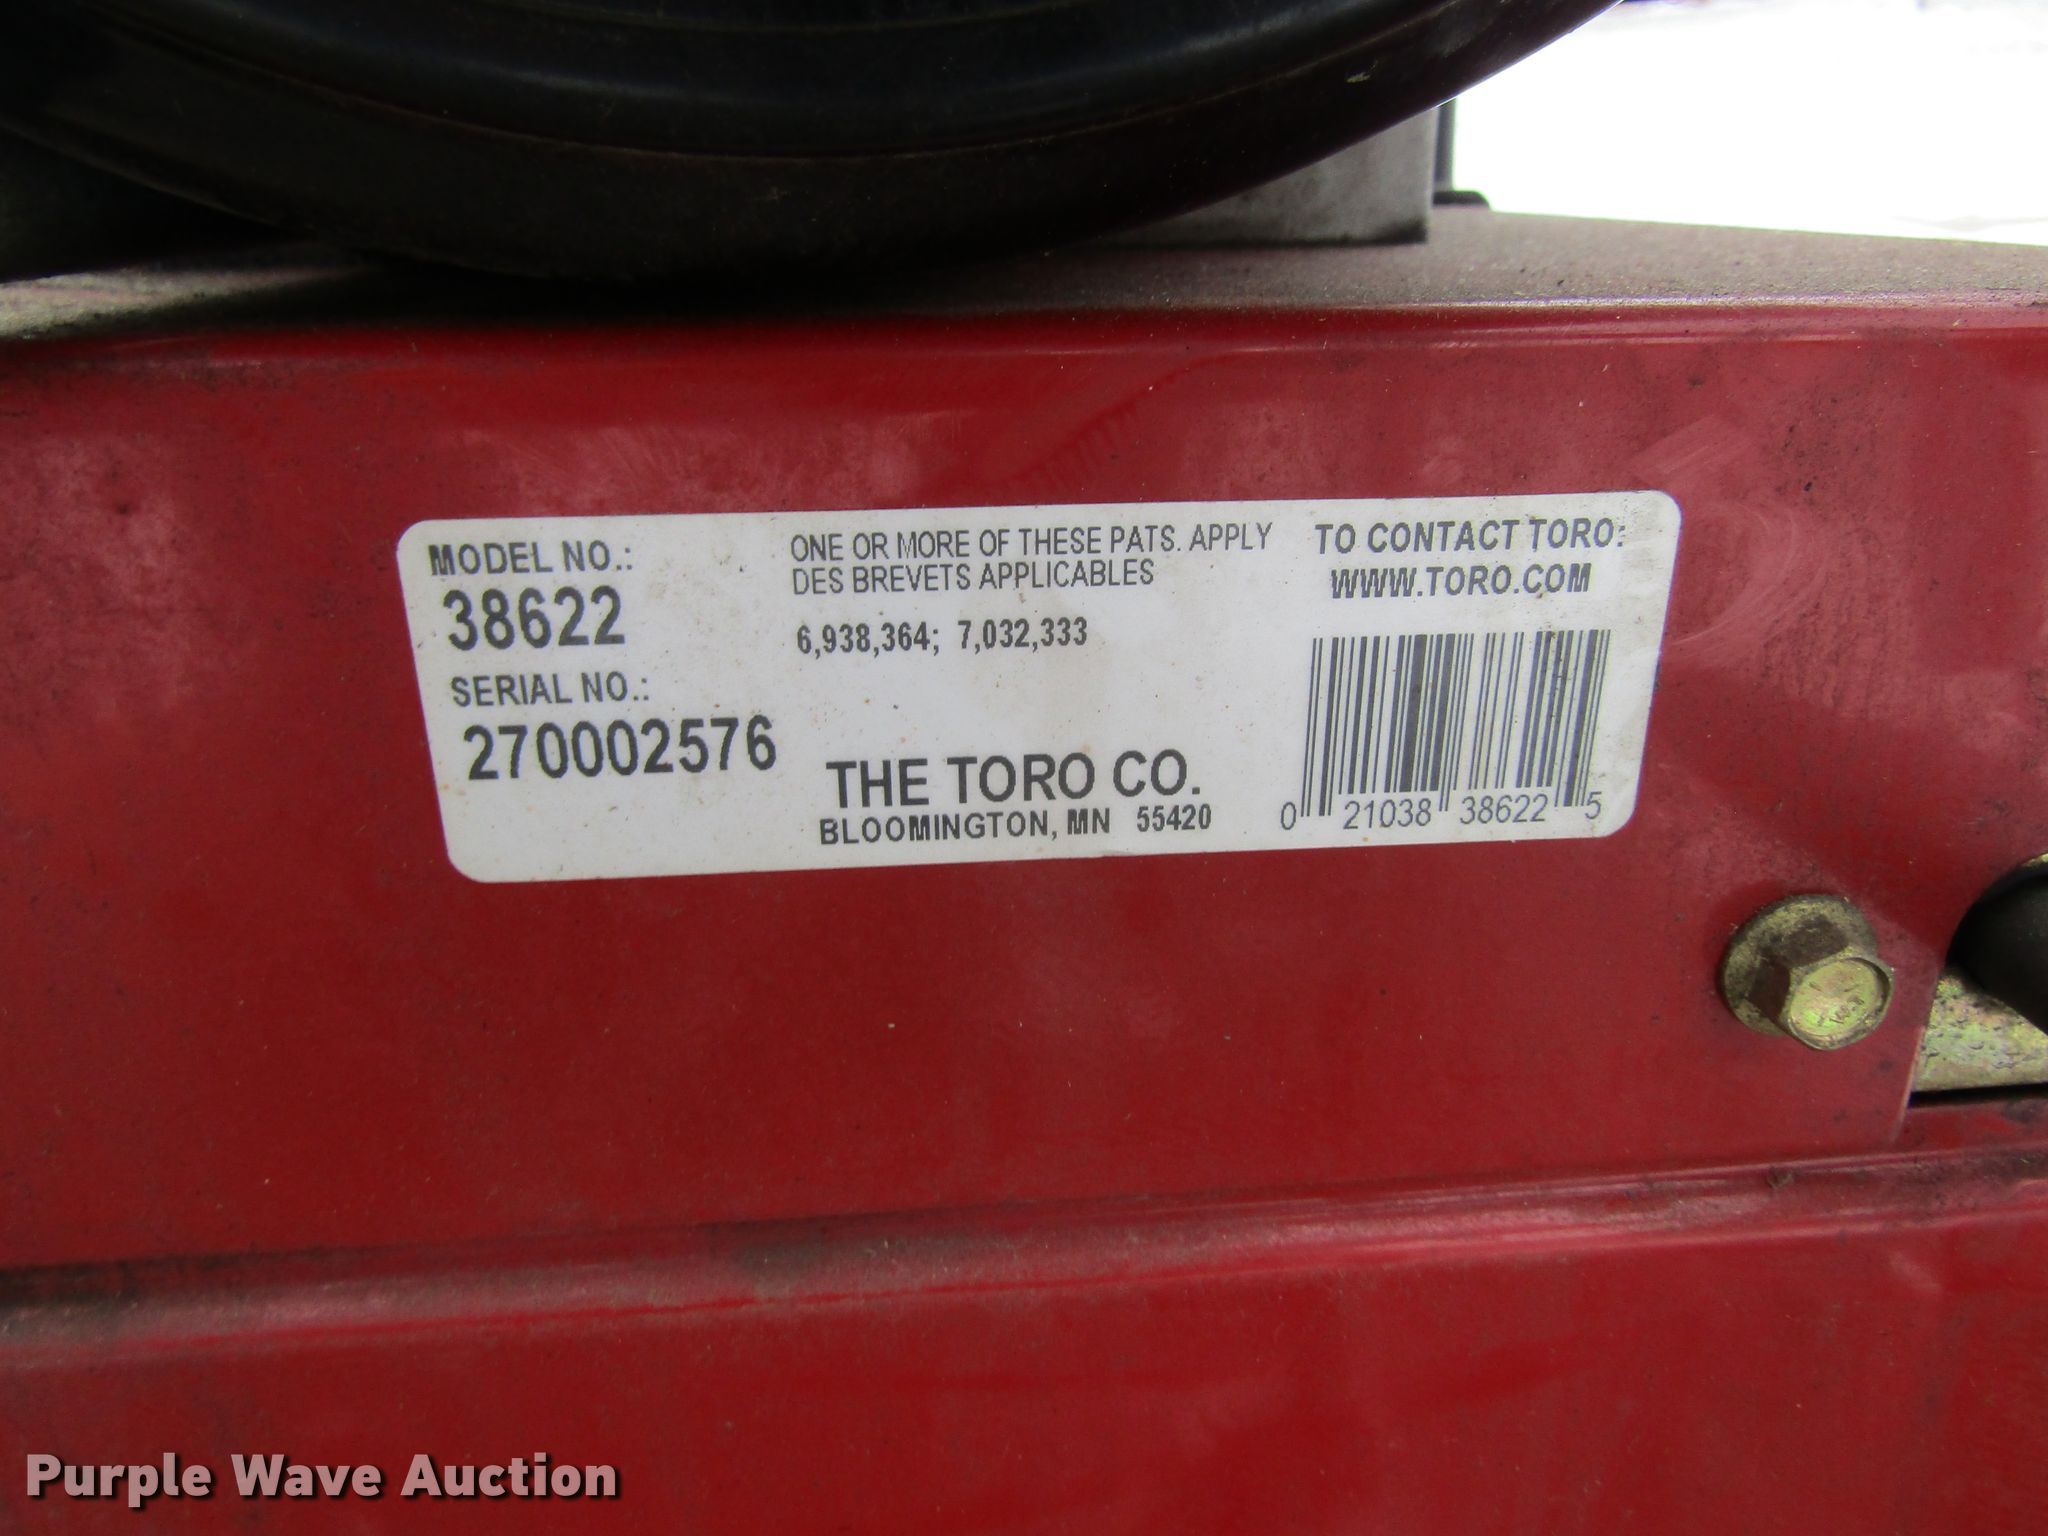 MODEL NO.:
38622
SERIAL NO.:
270002576
ONE OR MORE OF THESE PATS. APPLY
DES BREVETS APPLICABLES
6,938,364; 7,032,333
THE TORO CO.
BLOOMINGTON, MN 55420
TO CONTACT TORO:
WWW.TORO.COM
0 21038 38622 5
Purple Wave Auction